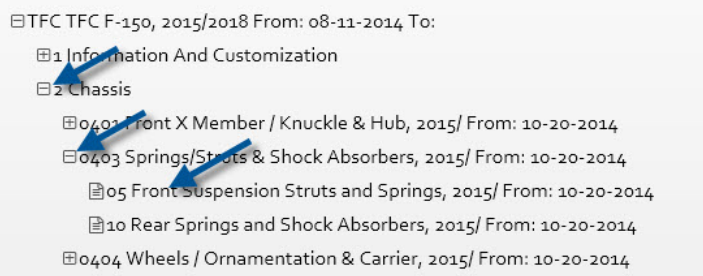 TFC TFC F-150, 2015/2018 From: 08-11-2014 To:
1 Information And Customization
2 Chassis
0401 Front X Member / Knuckle & Hub, 2015/ From: 10-20-2014
0403 Springs/Struts & Shock Absorbers, 2015/ From: 10-20-2014
05 Front Suspension Struts and Springs, 2015/ From: 10-20-2014
10 Rear Springs and Shock Absorbers, 2015/ From: 10-20-2014
0404 Wheels / Ornamentation & Carrier, 2015/ From: 10-20-2014